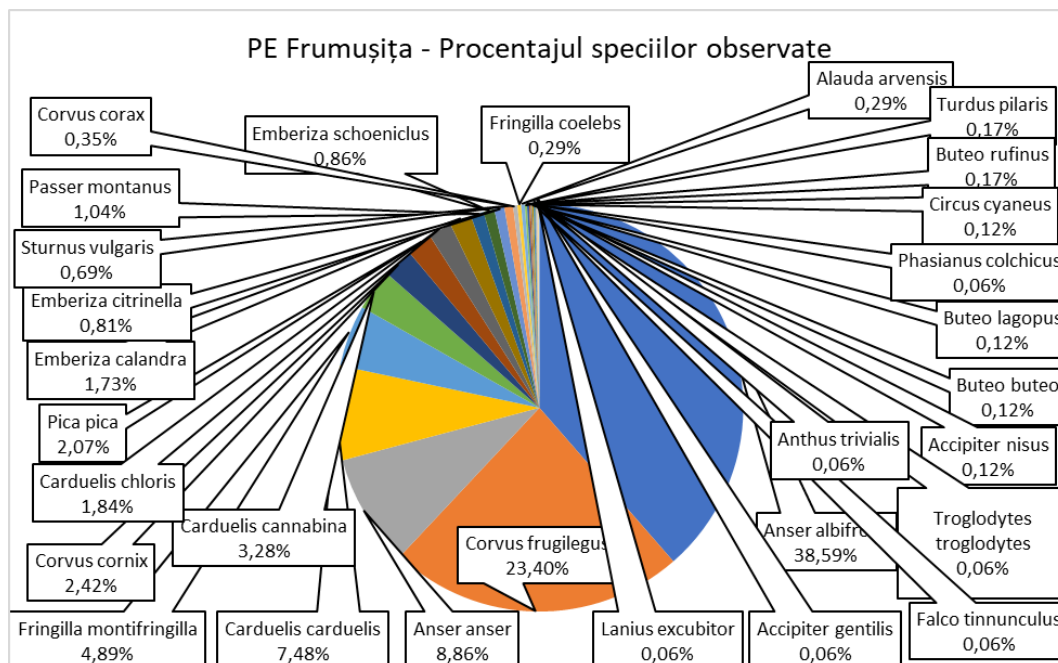 PE Frumușița - Procentajul speciilor observate
Alauda arvensis
0,29%
Corvus corax
0,35%
Emberiza schoeniclus
0,86%
Fringilla coelebs
0,29%
Turdus pilaris
0,17%
Buteo rufinus
0,17%
Passer montanus
1,04%
Circus cyaneus
0,12%
Sturnus vulgaris
0,69%
Phasianus colchicus
0,06%
Emberiza citrinella
0,81%
Buteo lagopus
0,12%
Emberiza calandra
1,73%
Buteo buteo
0,12%
Pica pica
2,07%
Anthus trivialis
0,06%
Accipiter nisus
0,12%
Carduelis chloris
1,84%
Carduelis cannabina
3,28%
Corvus frugilegus
23,40%
Anser albifr
38,59%
Troglodytes
troglodytes
0,06%
Corvus cornix
2,42%
Falco tinnunculus
0,06%
Fringilla montifringilla
4,89%
Carduelis carduelis
7,48%
Anser anser
8,86%
Lanius excubitor
0,06%
Accipiter gentilis
0,06%